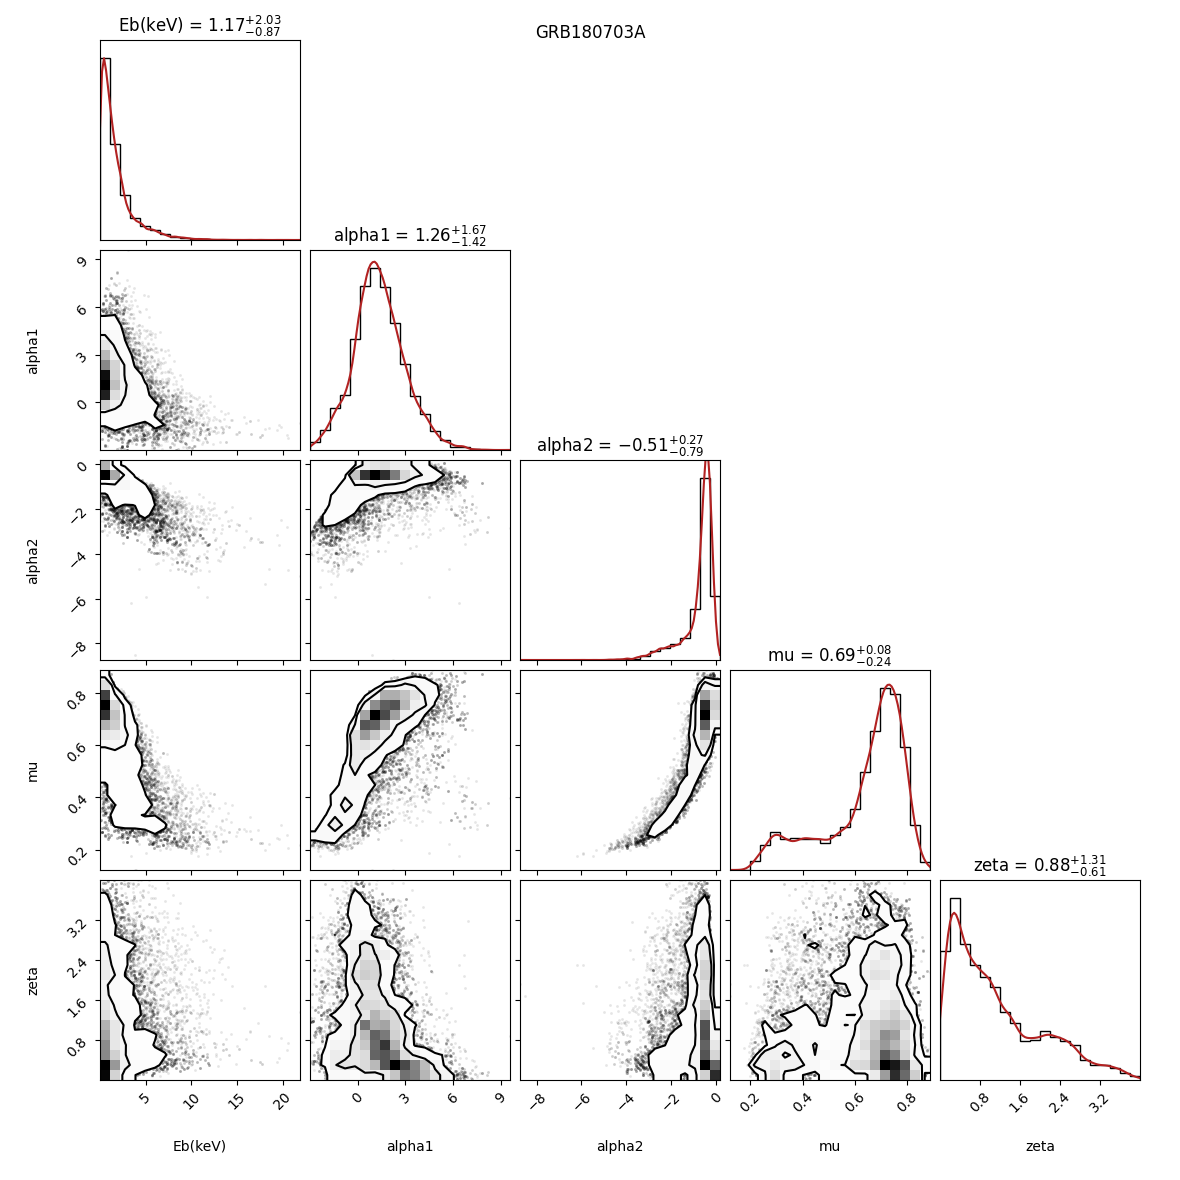 GRB180703A
Eb(keV) = 1.17+2.03−0.87
alpha1 = 1.26+1.67−1.42
9
6
3
0
alpha1
alpha2 = −0.51+0.27−0.79
0
−2
−4
−6
−8
alpha2
mu = 0.69+0.08−0.24
0.8
0.6
0.4
0.2
mu
zeta = 0.88+1.31−0.61
3.2
2.4
1.6
0.8
zeta
5 10 15 20 0 3 6 9 −8 −6 −4 −2 0 0.2 0.4 0.6 0.8 0.8 1.6 2.4 3.2
Eb(keV) alpha1 alpha2 mu zeta